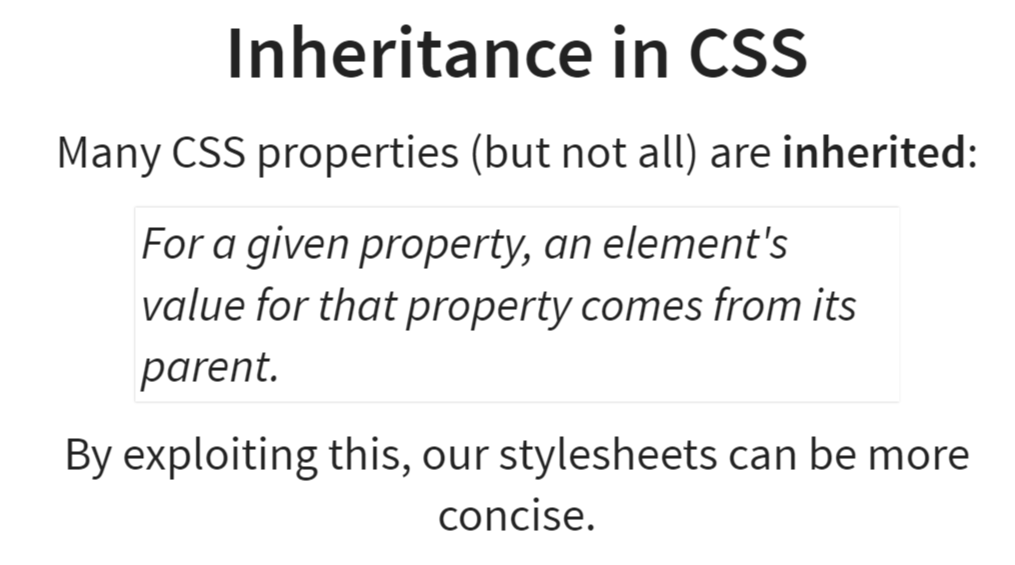 Inheritance in CSS
Many CSS properties (but not all) are inherited:
For a given property, an element's
value for that property comes from its
parent.
By exploiting this, our stylesheets can be more
concise.